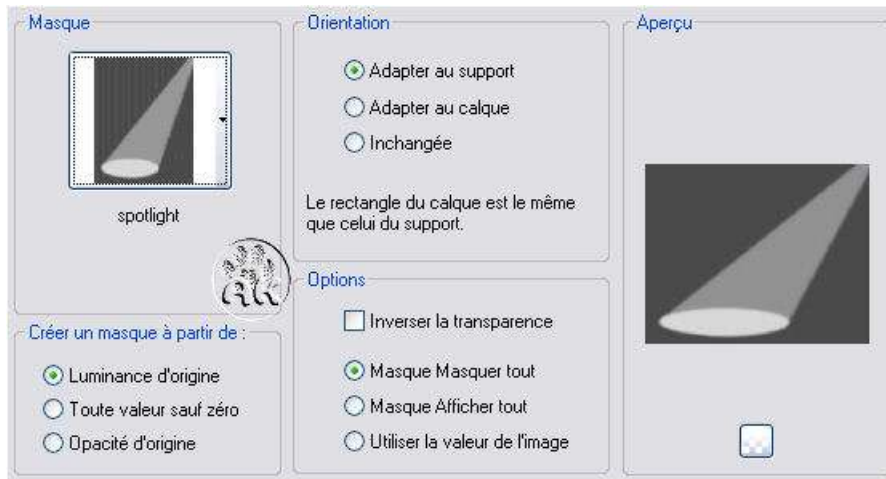 Masque
spotlight
Créer un masque à partir de :
Luminance d'origine
Toute valeur sauf zéro
Opacité d'origine
Orientation
Adapter au support
Adapter au calque
Inchangée
Le rectangle du calque est le même
que celui du support.
Options
Inverser la transparence
Masque Masquer tout
Masque Afficher tout
Utiliser la valeur de l'image
Aperçu
AK